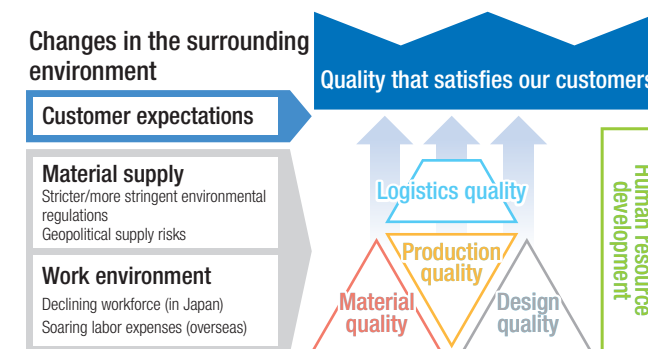 Changes in the surrounding
environment
Customer expectations
Material supply
Stricter/more stringent environmental
regulations
Geopolitical supply risks
Work environment
Declining workforce (in Japan)
Soaring labor expenses (overseas)
Quality that satisfies our customers
Logistics quality
Production
quality
Material
quality
Design
quality
Human resource
development